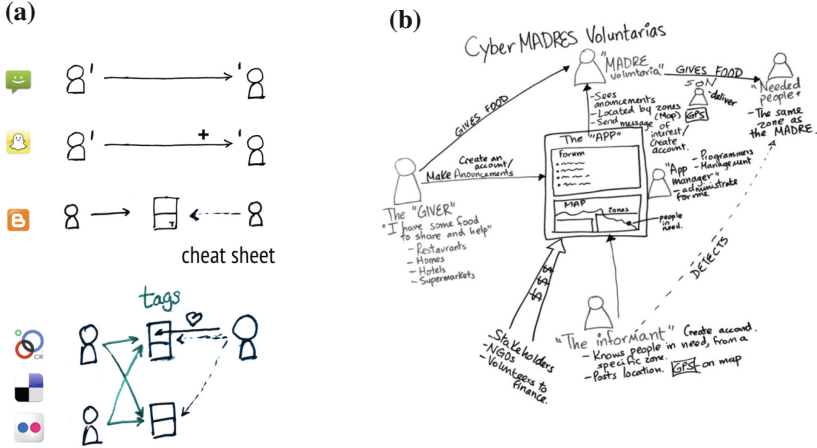 (a)
cheat sheet
tags
(b)
Cyber MADRES Voluntarias
"MADRE
voluntaria"
GIVES FOOD
GIVES FOOD
SON
deliver
GPS
"Needed
people"
- The same
zone as
the MADRE.
- Sees
anouncements
- Located by zones
(Map)
- Send
message
of
interest/
Create
account.
The "APP"
Forum
MAP
zones
people
in
need.
Create an
account/
Make Anouncements
"App
manager"
- Programmers
- Management
- administrate
forums.
The "GIVER"
"I have some food
to share and help"
- Restaurants
- Homes
- Hotels
- Supermarkets
DETECTS
$
$
$
- Stakeholders
- NGOs
- Volunteers to
finance.
"The informant"
Create accound.
- Knows people in need, from a
specific zone.
- Posts location. GPS on map